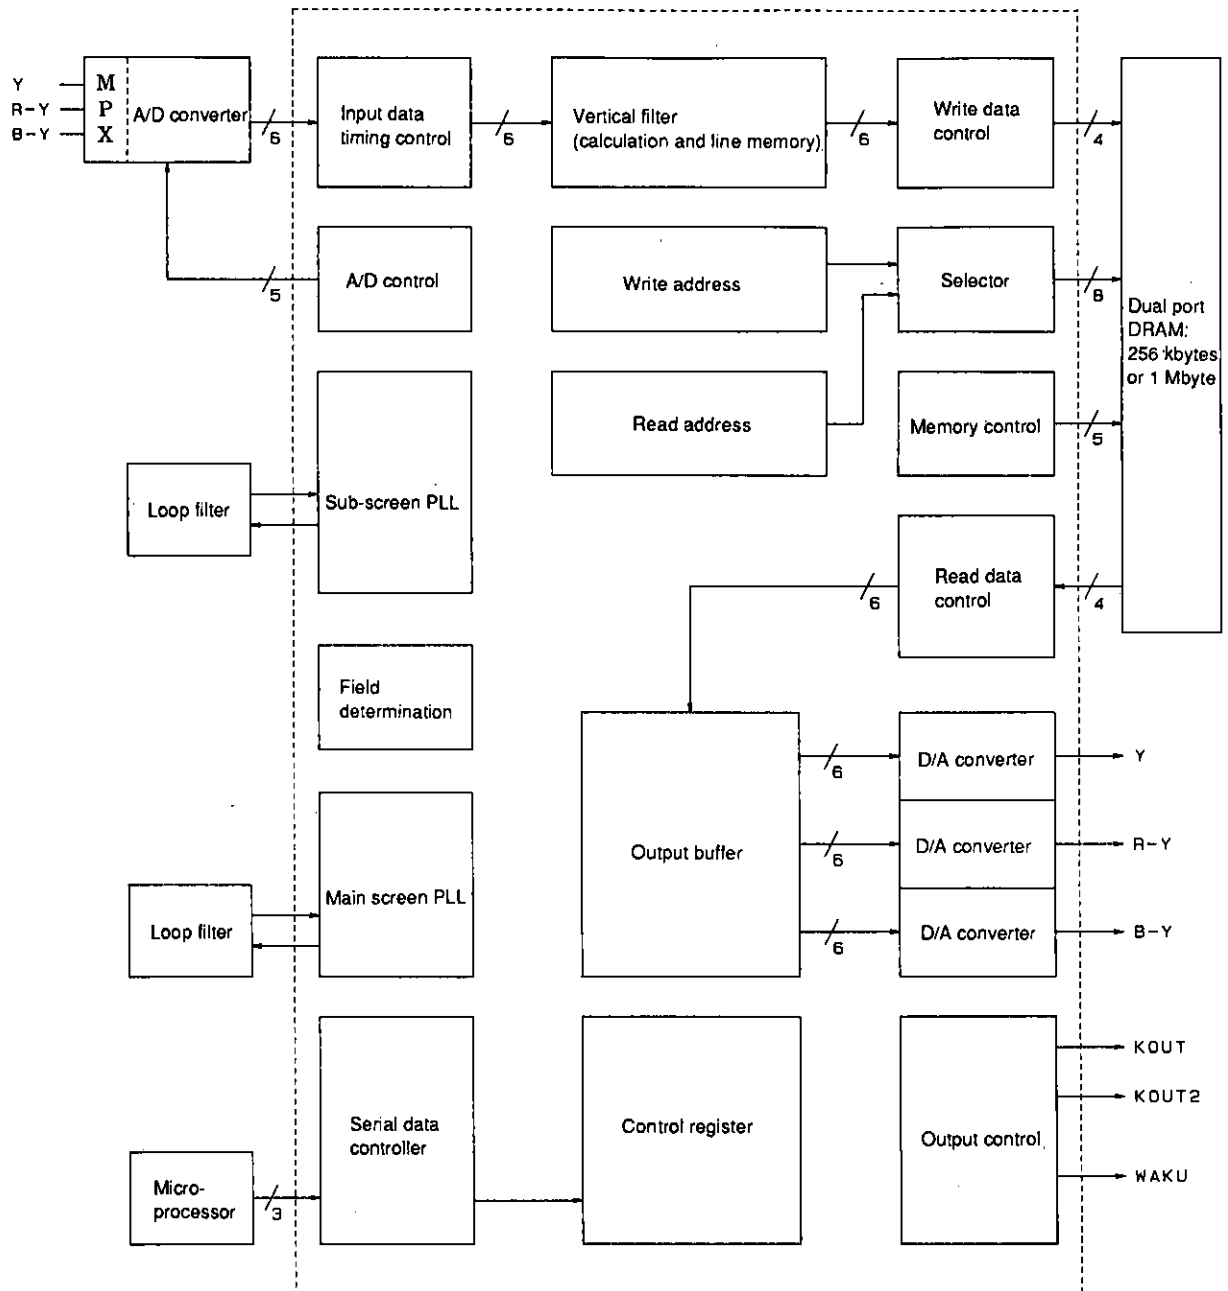 Y
R-Y
B-Y
M
P
X
A/D converter
6
Input data
timing control
6
Vertical filter
(calculation and line memory)
6
Write data
control
4
5
A/D control
Write address
Selector
8
Dual port
DRAM:
256 kbytes
or 1 Mbyte
Read address
Memory control
5
Loop filter
Sub-screen PLL
6
Read data
control
4
Field
determination
Output buffer
6
D/A converter
Y
6
D/A converter
R-Y
6
D/A converter
B-Y
Loop filter
Main screen PLL
Micro-
processor
3
Serial data
controller
Control register
Output control
KOUT
KOUT2
WAKU